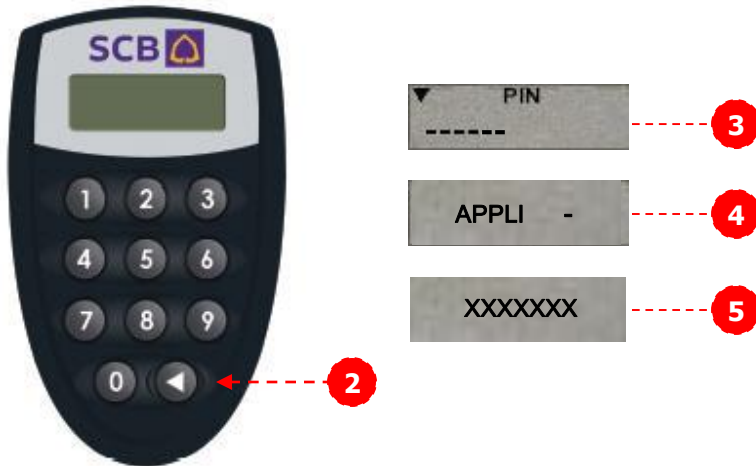 SCB
1 2 3
4 5 6
7 8 9
0
2
PIN
------
3
APPLI -
4
XXXXXXX
5